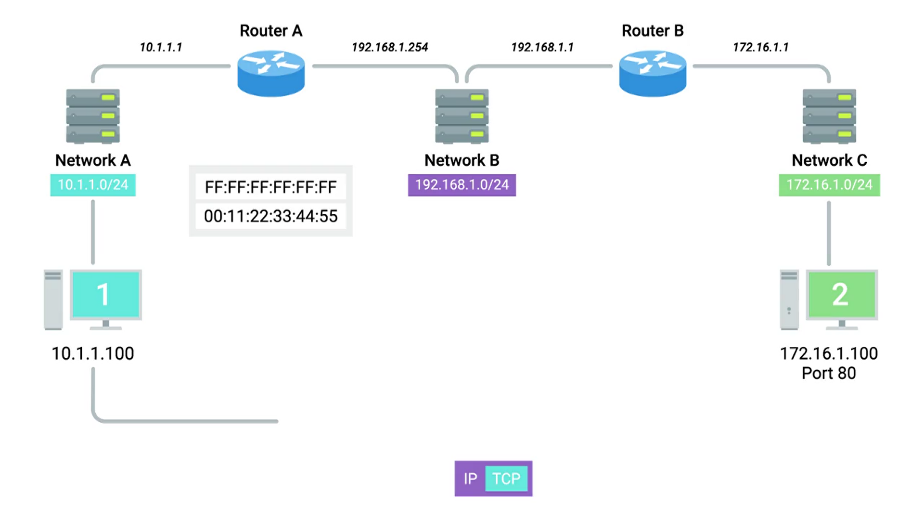 Router A
Router B
10.1.1.1
192.168.1.254
192.168.1.1
172.16.1.1
Network A
10.1.1.0/24
Network B
192.168.1.0/24
Network C
172.16.1.0/24
FF:FF:FF:FF:FF:FF
00:11:22:33:44:55
1
10.1.1.100
2
172.16.1.100
Port 80
IP TCP